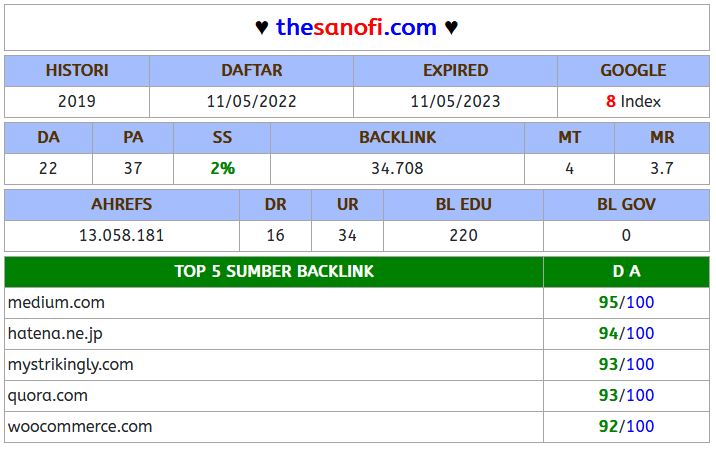 ♥ thesanofi.com ♥
HISTORI DAFTAR EXPIRED GOOGLE
2019 11/05/2022 11/05/2023 8 Index
DA PA SS BACKLINK MT MR
22 37 2% 34.708 4 3.7
AHREFS DR UR BL EDU BL GOV
13.058.181 16 34 220 0
TOP 5 SUMBER BACKLINK D A
medium.com 95/100
hatena.ne.jp 94/100
mystrikingly.com 93/100
quora.com 93/100
woocommerce.com 92/100